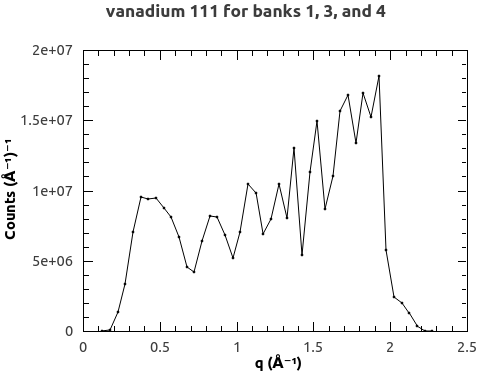 vanadium 111 for banks 1, 3, and 4
2e+07
1.5e+07
1e+07
5e+06
0
Counts (Å⁻¹)⁻¹
0 0.5 1 1.5 2 2.5
q (Å⁻¹)